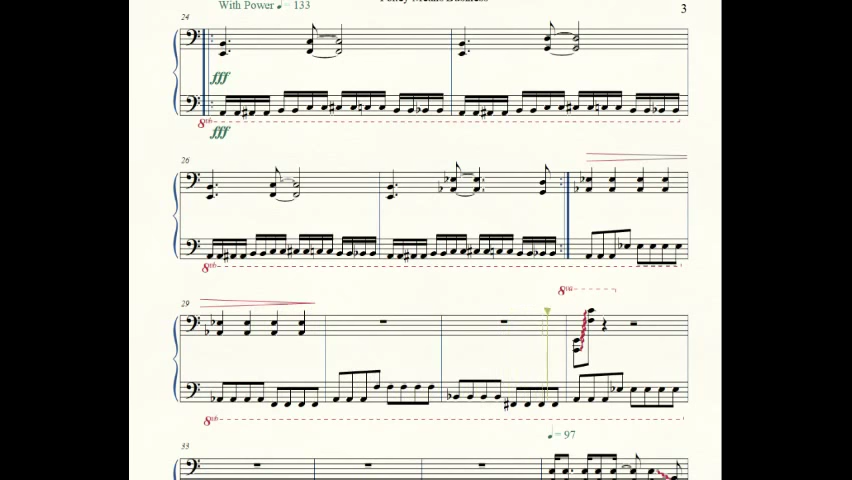 With Power ♩= 133
3
24
fff
8vb
fff
26
8vb
29
8va
8vb
♩= 97
33